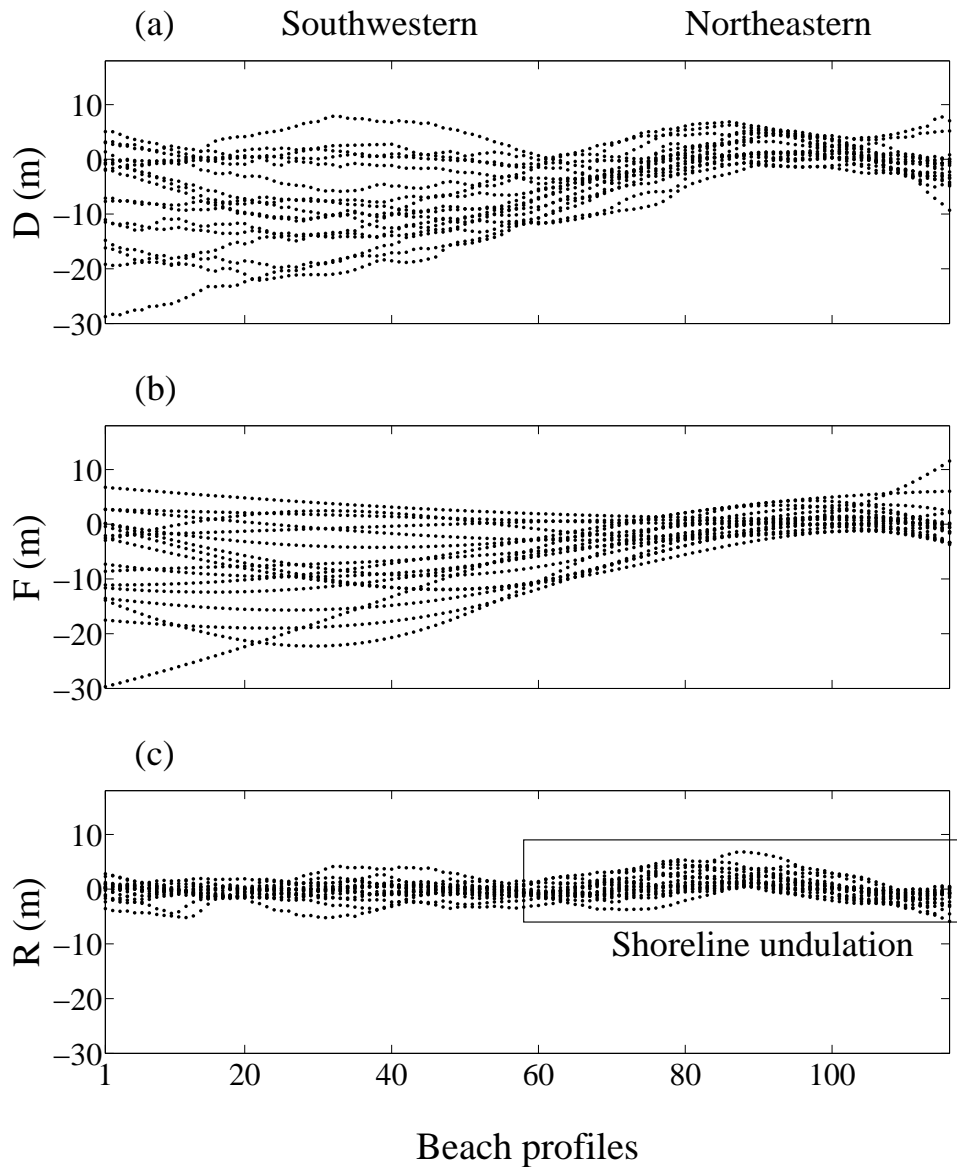 (a) Southwestern Northeastern
D (m)
10
0
−10
−20
−30
(b)
F (m)
10
0
−10
−20
−30
(c)
R (m)
10
0
−10
−20
−30
Shoreline undulation
1 20 40 60 80 100
Beach profiles